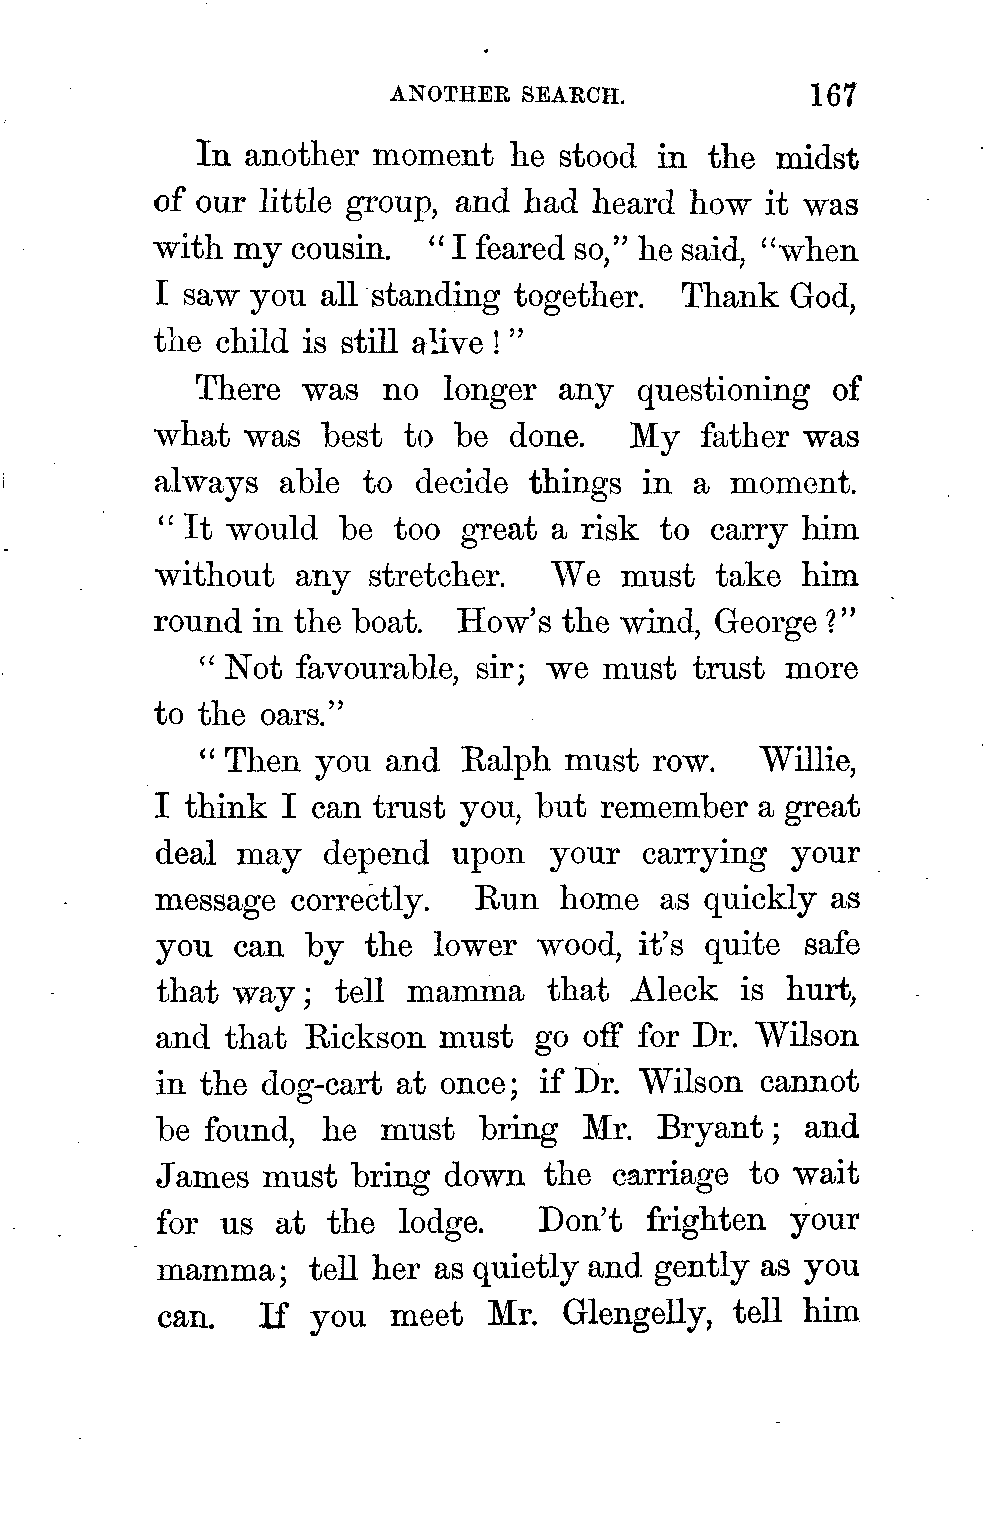 ANOTHER SEARCH. 167
In another moment he stood in the midst
of our little group, and had heard how it was
with my cousin. “I feared so,” he said, “when
I saw you all standing together. Thank God,
the child is still alive!”
There was no longer any questioning of
what was best to be done. My father was
always able to decide things in a moment.
“It would be too great a risk to carry him
without any stretcher. We must take him
round in the boat. How’s the wind, George?”
“Not favourable, sir; we must trust more
to the oars.”
“Then you and Ralph must row. Willie,
I think I can trust you, but remember a great
deal may depend upon your carrying your
message correctly. Run home as quickly as
you can by the lower wood, it’s quite safe
that way; tell mamma that Aleck is hurt,
and that Rickson must go off for Dr. Wilson
in the dog-cart at once; if Dr. Wilson cannot
be found, he must bring Mr. Bryant; and
James must bring down the carriage to wait
for us at the lodge. Don’t frighten your
mamma; tell her as quietly and gently as you
can. If you meet Mr. Glengelly, tell him